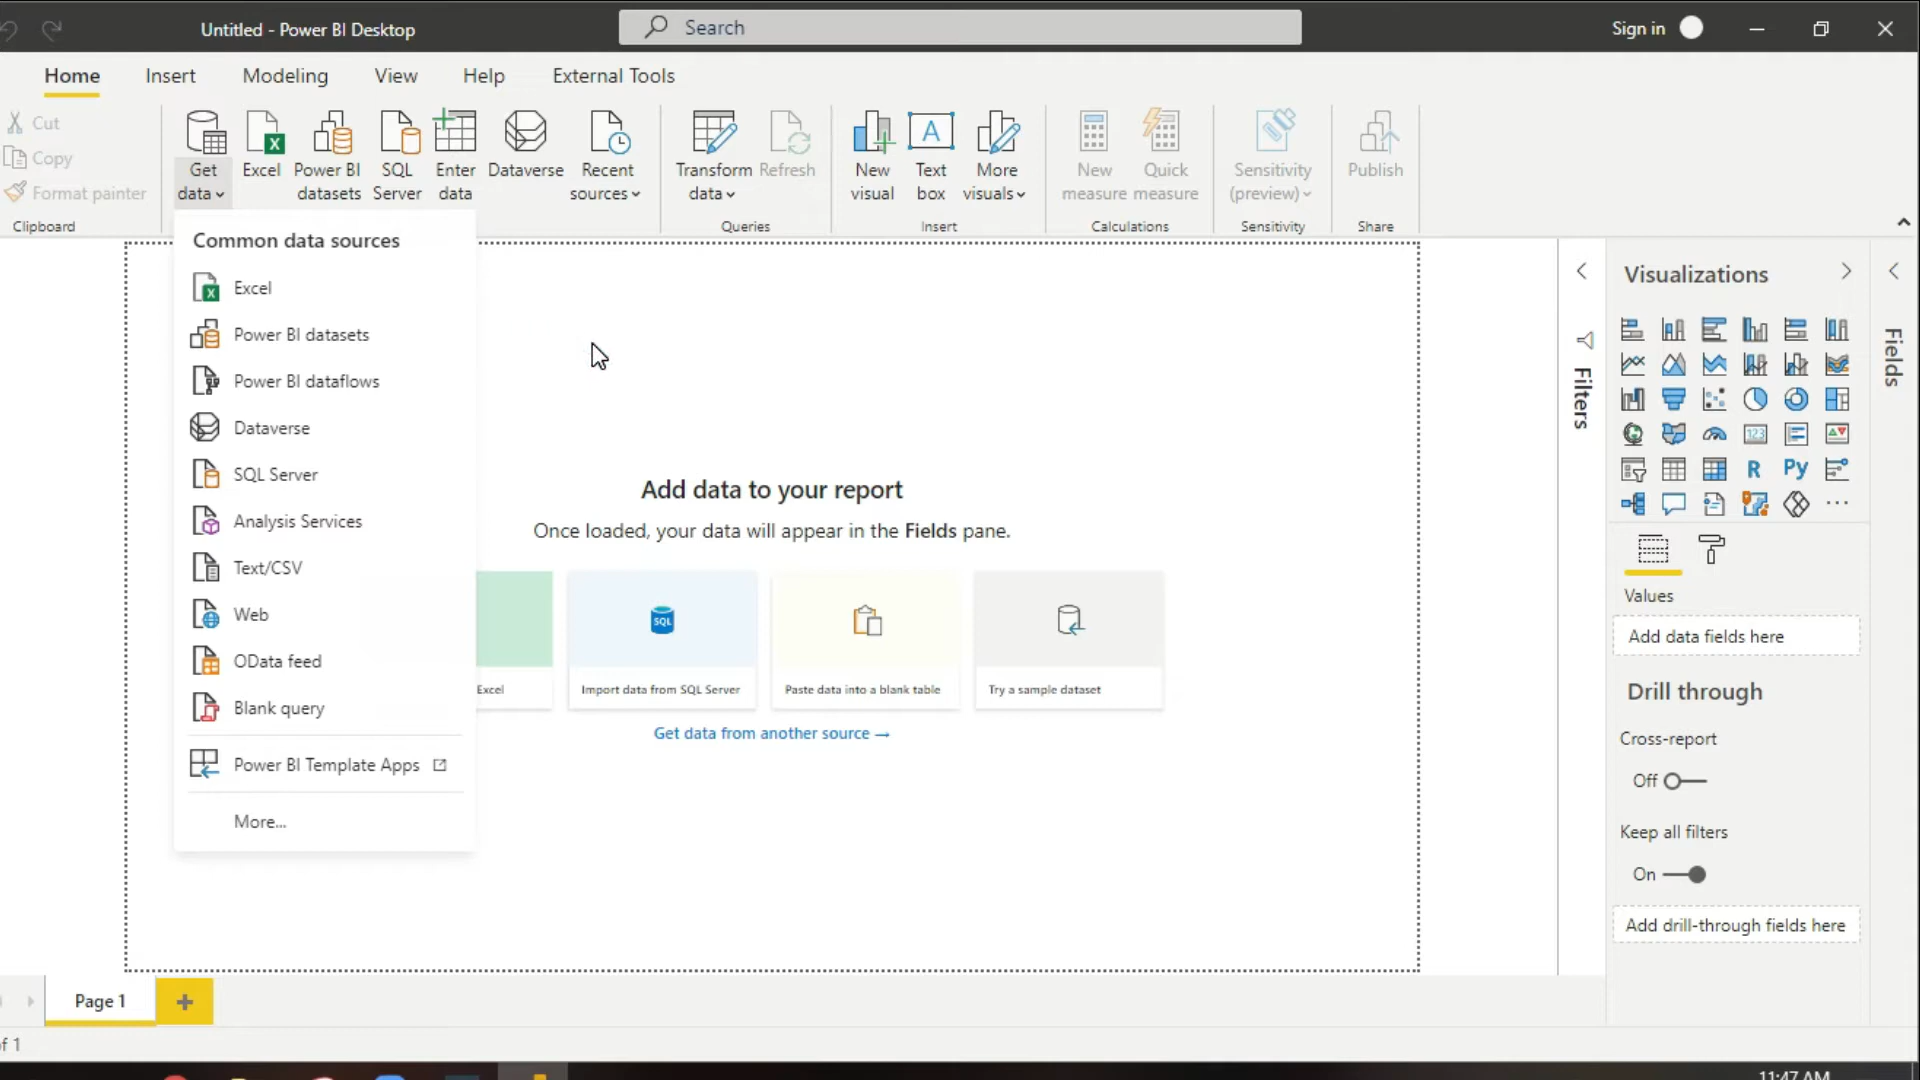 Untitled - Power BI Desktop
Search
Sign in
Home
Insert
Modeling
View
Help
External Tools
Cut
Copy
Format painter
Clipboard
Get data
Excel
Power BI datasets
SQL Server
Enter data
Dataverse
Recent sources
Transform data
Refresh
Queries
New visual
Text box
More visuals
Insert
New measure
Quick measure
Calculations
Sensitivity (preview)
Sensitivity
Publish
Share
Common data sources
Excel
Power BI datasets
Power BI dataflows
Dataverse
SQL Server
Analysis Services
Text/CSV
Web
OData feed
Blank query
Power BI Template Apps
More...
Add data to your report
Once loaded, your data will appear in the Fields pane.
Excel
SQL
Import data from SQL Server
Paste data into a blank table
Try a sample dataset
Get data from another source →
Filters
Visualizations
123
R
Py
...
Values
Add data fields here
Drill through
Cross-report
Off
Keep all filters
On
Add drill-through fields here
Fields
Page 1
+
of 1
11:47 AM